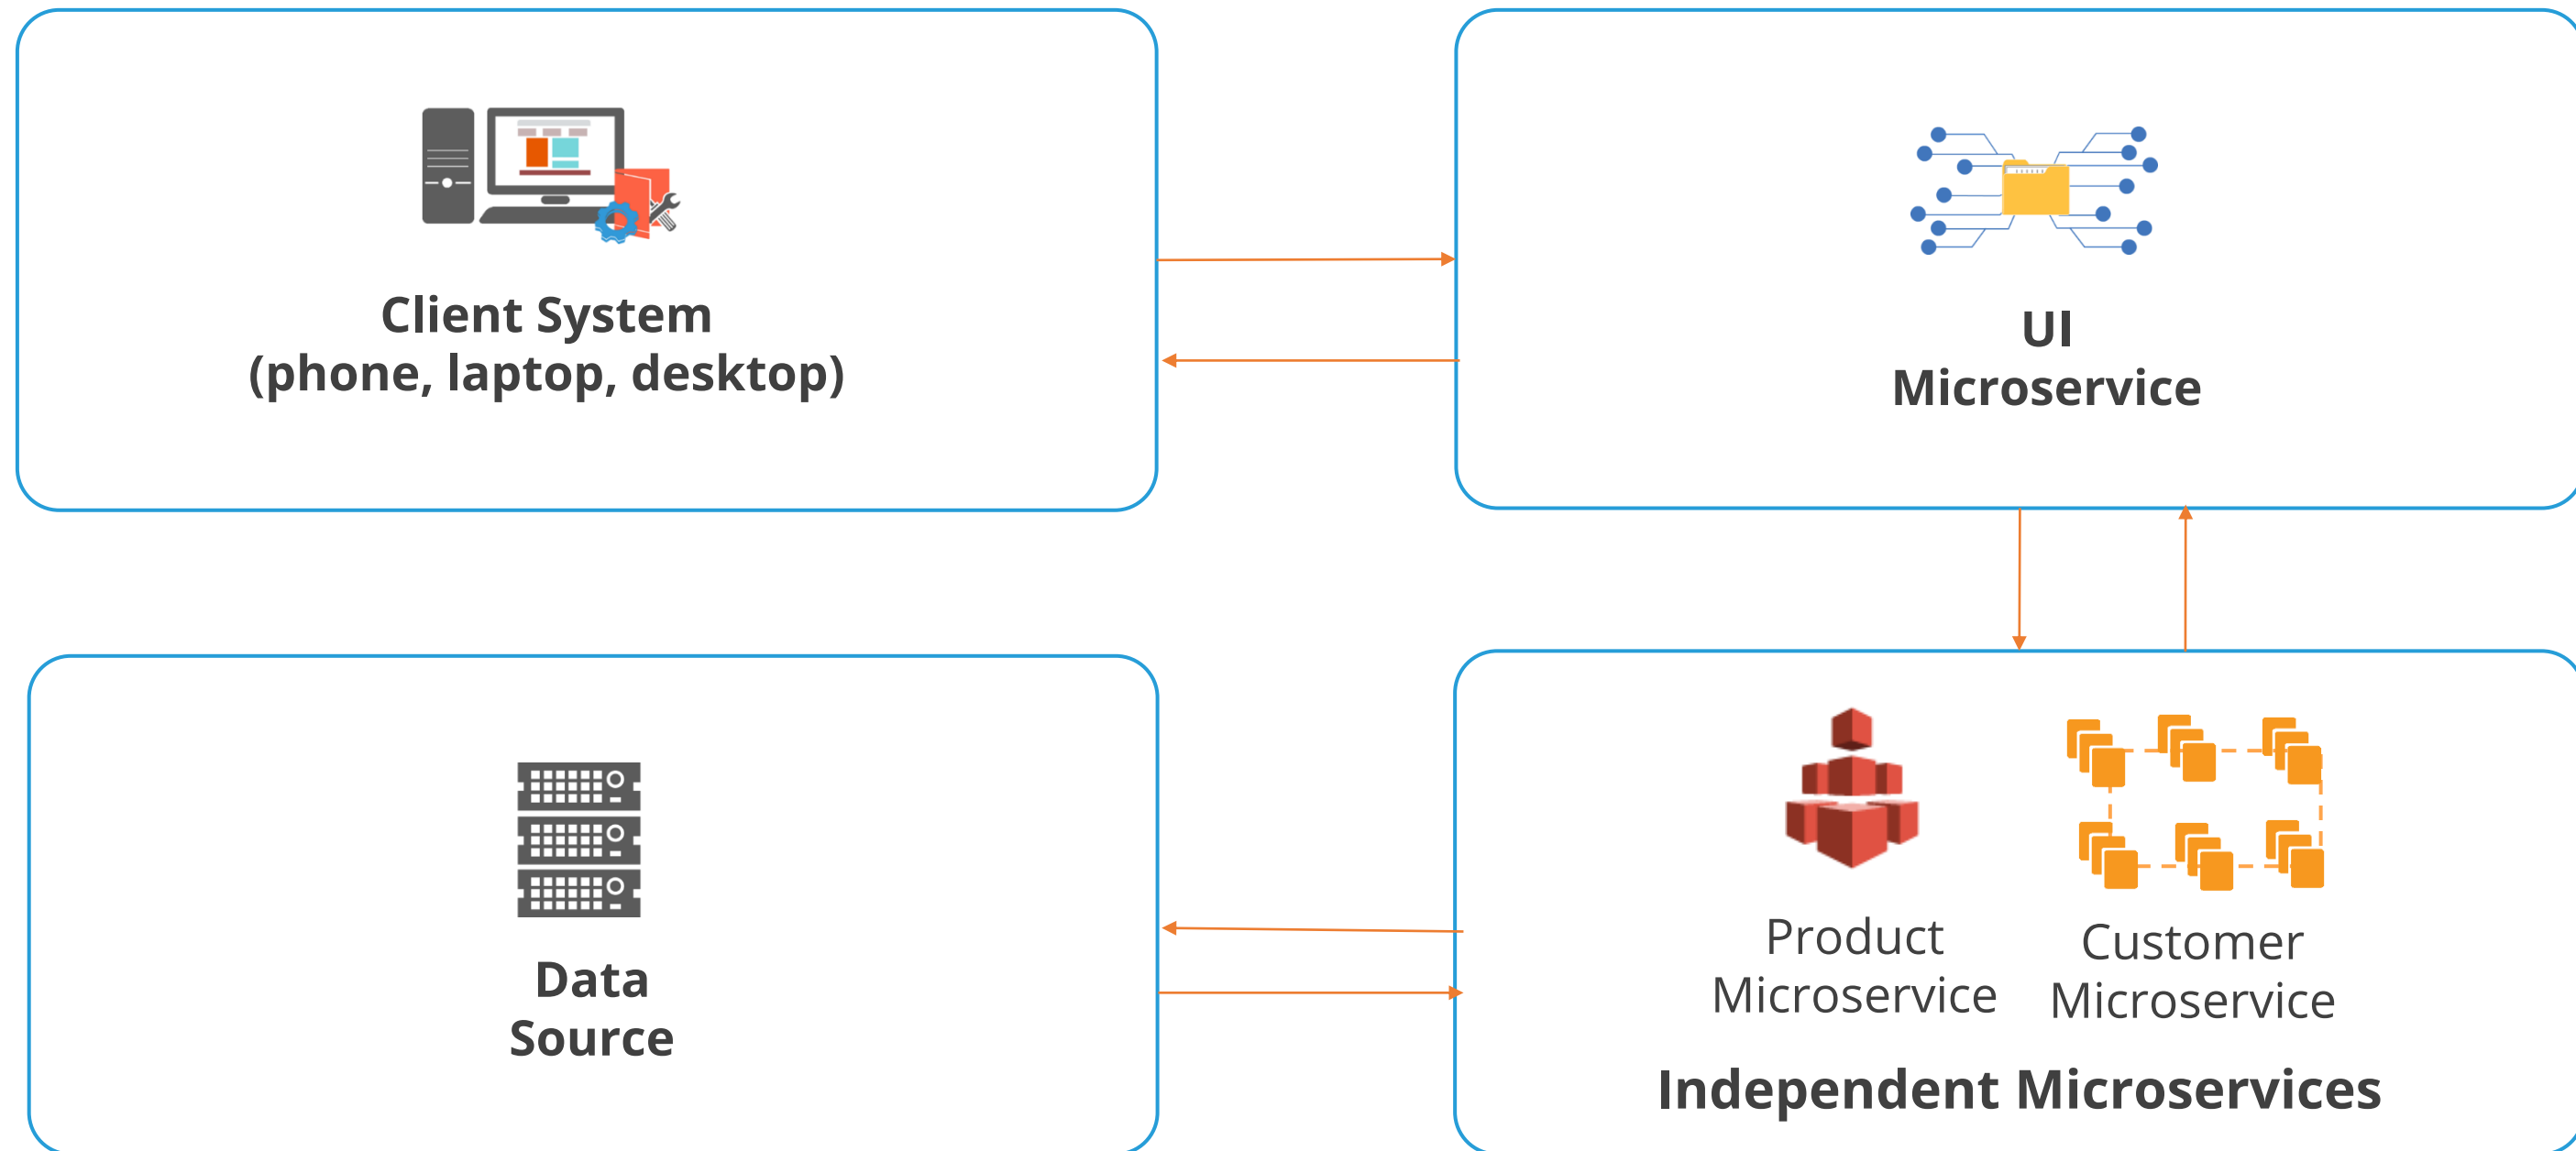 Client System
(phone, laptop, desktop)
UI
Microservice
Data
Source
Product
Microservice
Customer
Microservice
Independent Microservices